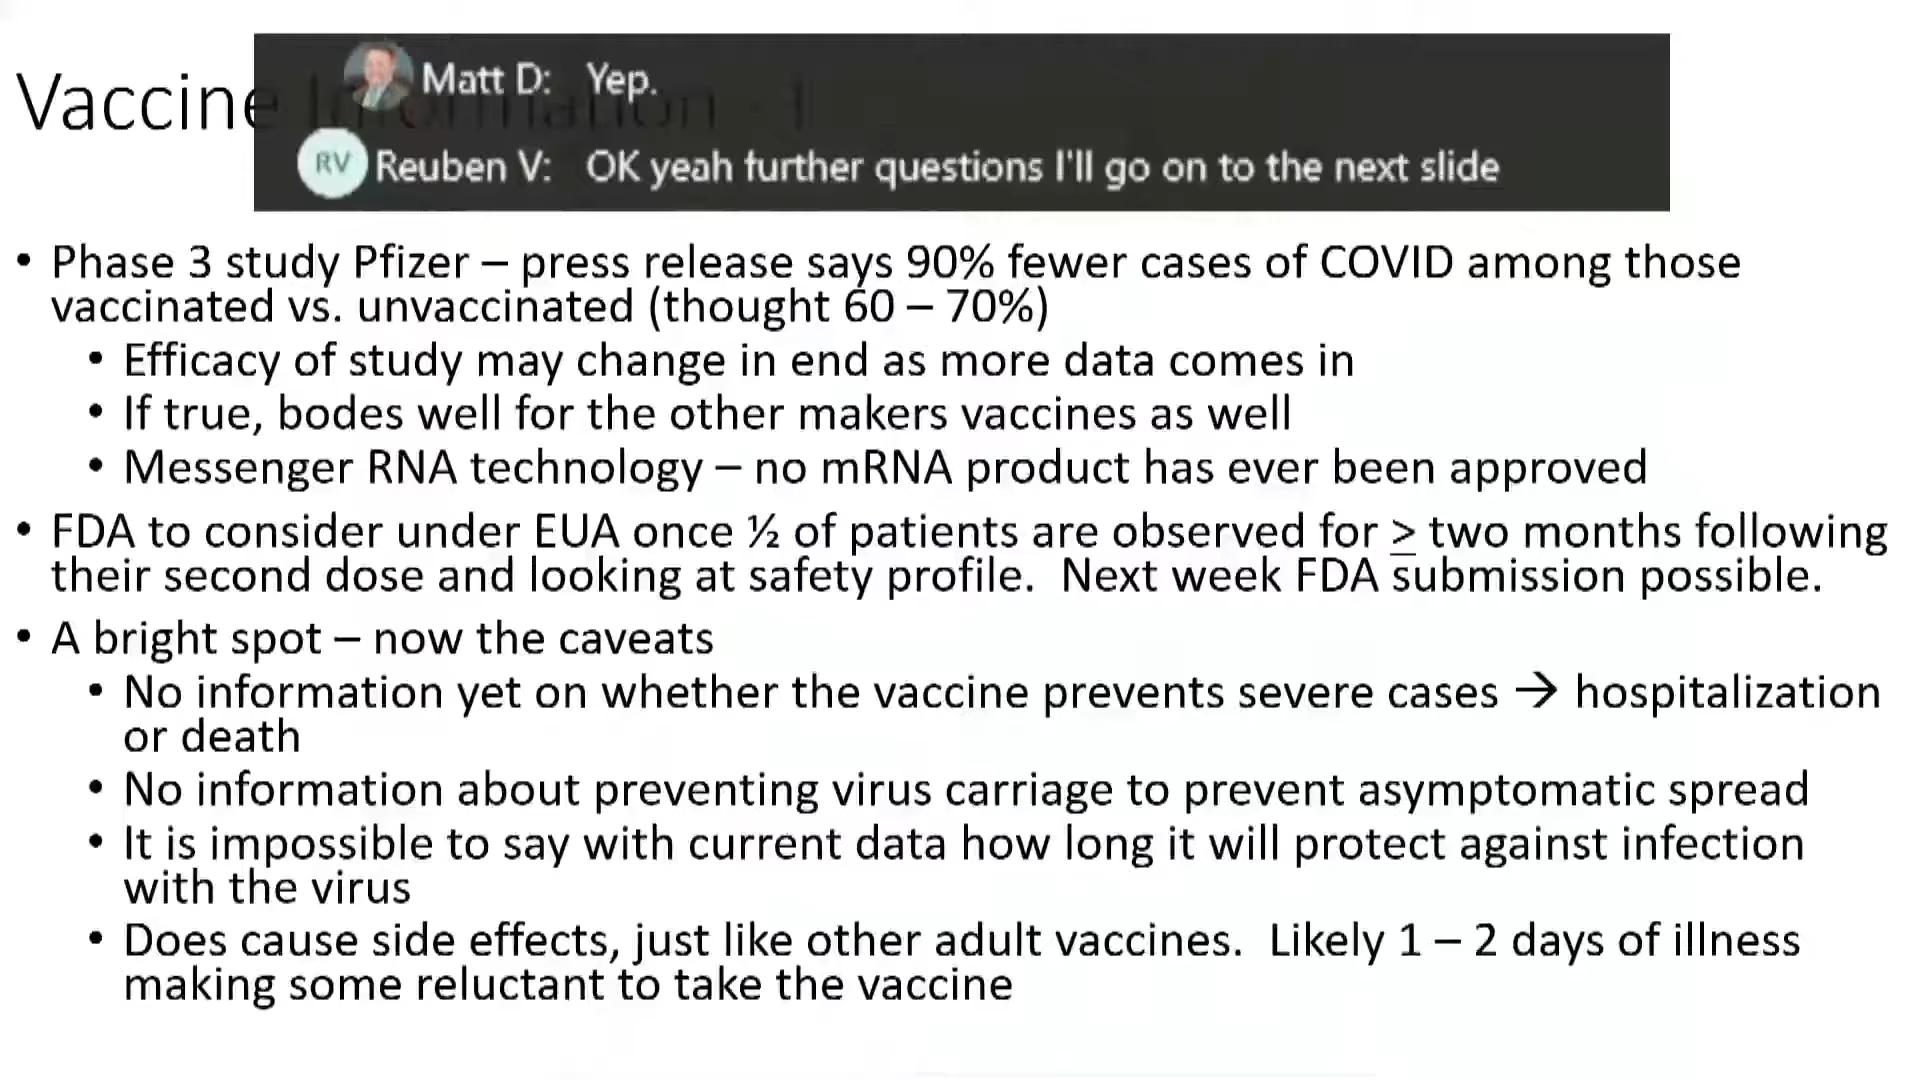 Matt D: Yep.
Vaccine Information - I
RV Reuben V: OK yeah further questions I'll go on to the next slide
• Phase 3 study Pfizer – press release says 90% fewer cases of COVID among those
vaccinated vs. unvaccinated (thought 60 – 70%)
• Efficacy of study may change in end as more data comes in
• If true, bodes well for the other makers vaccines as well
• Messenger RNA technology – no mRNA product has ever been approved
• FDA to consider under EUA once ½ of patients are observed for > two months following
their second dose and looking at safety profile. Next week FDA submission possible.
• A bright spot – now the caveats
• No information yet on whether the vaccine prevents severe cases → hospitalization
or death
• No information about preventing virus carriage to prevent asymptomatic spread
• It is impossible to say with current data how long it will protect against infection
with the virus
• Does cause side effects, just like other adult vaccines. Likely 1 – 2 days of illness
making some reluctant to take the vaccine